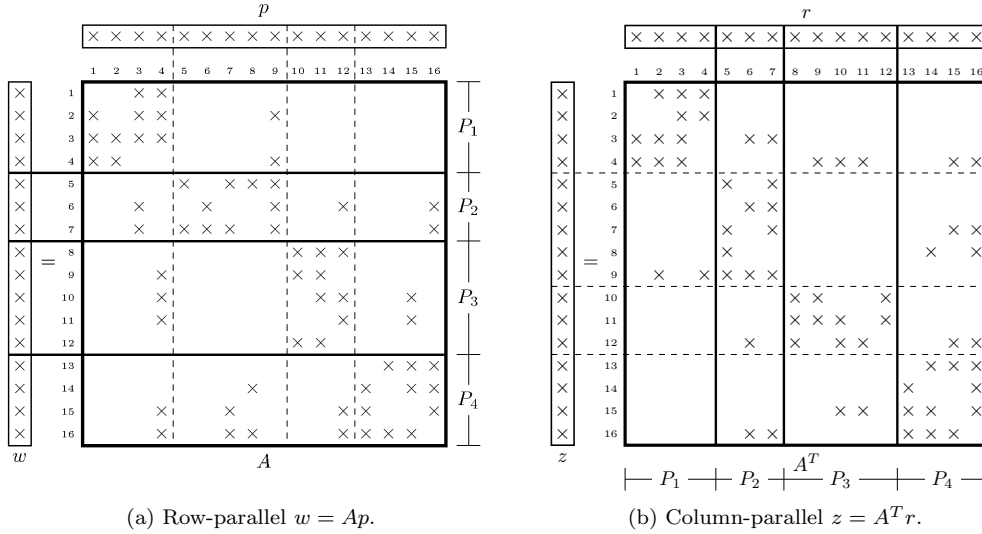 p
× × × × × × × × × × × × × × × ×
1 2 3 4 5 6 7 8 9 10 11 12 13 14 15 16
× 1 × ×
× 2 × × × ×
× 3 × × × × P₁
× 4 × × ×
× 5 × × × ×
× 6 × × × × × P₂
× 7 × × × × × ×
× 8 × × ×
= × 9 × × ×
× 10 × × × × P₃
× 11 × × ×
× 12 × ×
× 13 × × ×
× 14 × × × ×
× 15 × × × × × P₄
× 16 × × × × × × ×
w A
(a) Row-parallel w = Ap.
r
× × × × × × × × × × × × × × × ×
1 2 3 4 5 6 7 8 9 10 11 12 13 14 15 16
× 1 × × ×
× 2 × ×
× 3 × × × × ×
× 4 × × × × × × × ×
× 5 × ×
× 6 × ×
× 7 × × × ×
× 8 × × ×
= × 9 × × × × ×
× 10 × × ×
× 11 × × × ×
× 12 × × × × × ×
× 13 × × ×
× 14 × ×
× 15 × × × × ×
× 16 × × × × ×
z Aᵀ
P₁ P₂ P₃ P₄
(b) Column-parallel z = Aᵀr.